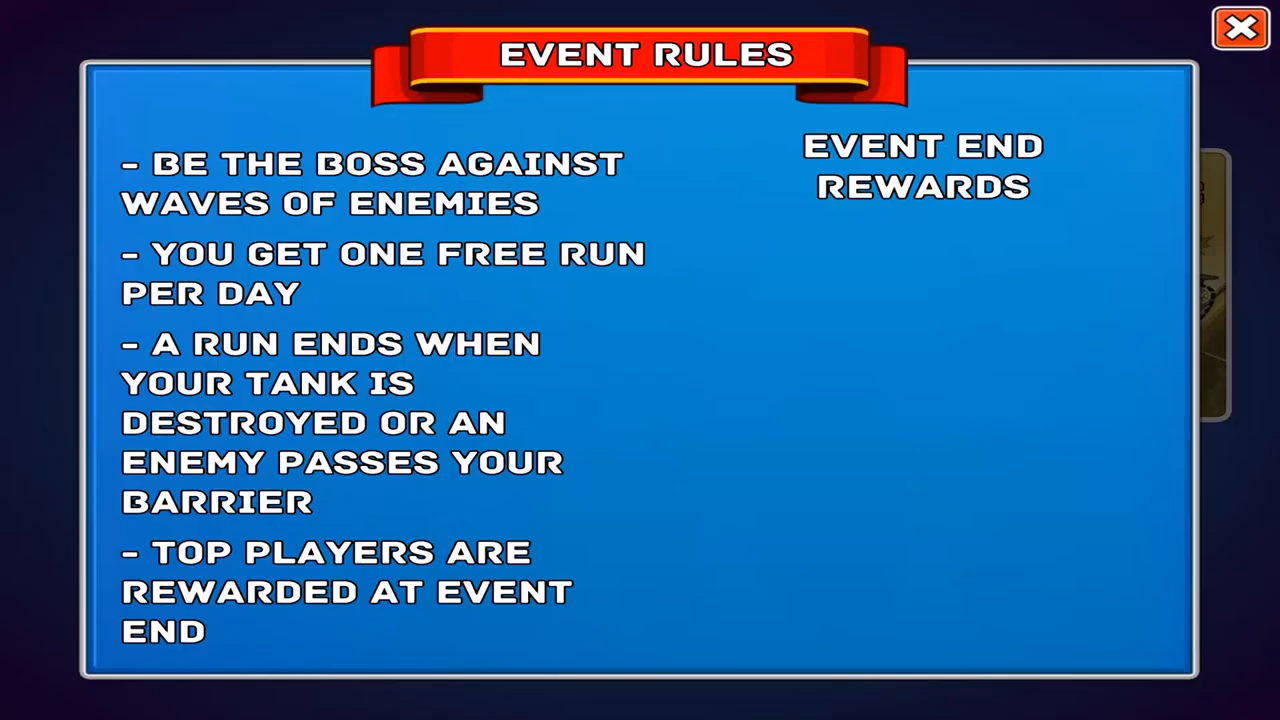 EVENT RULES
- BE THE BOSS AGAINST
WAVES OF ENEMIES
- YOU GET ONE FREE RUN
PER DAY
- A RUN ENDS WHEN
YOUR TANK IS
DESTROYED OR AN
ENEMY PASSES YOUR
BARRIER
- TOP PLAYERS ARE
REWARDED AT EVENT
END
EVENT END
REWARDS